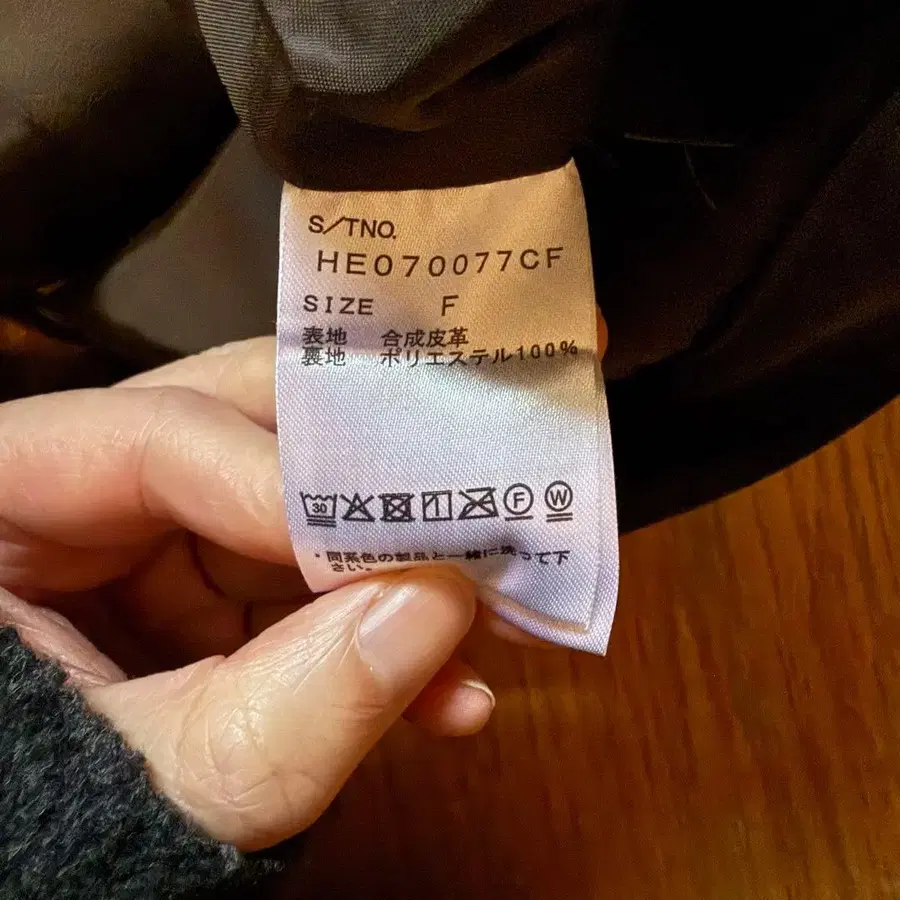 S/TNO.
HE070077CF
SIZE F
表地 合成皮革
裏地 ポリエステル100%
30 F W
・同系色の製品と一緒に洗って下
さい。